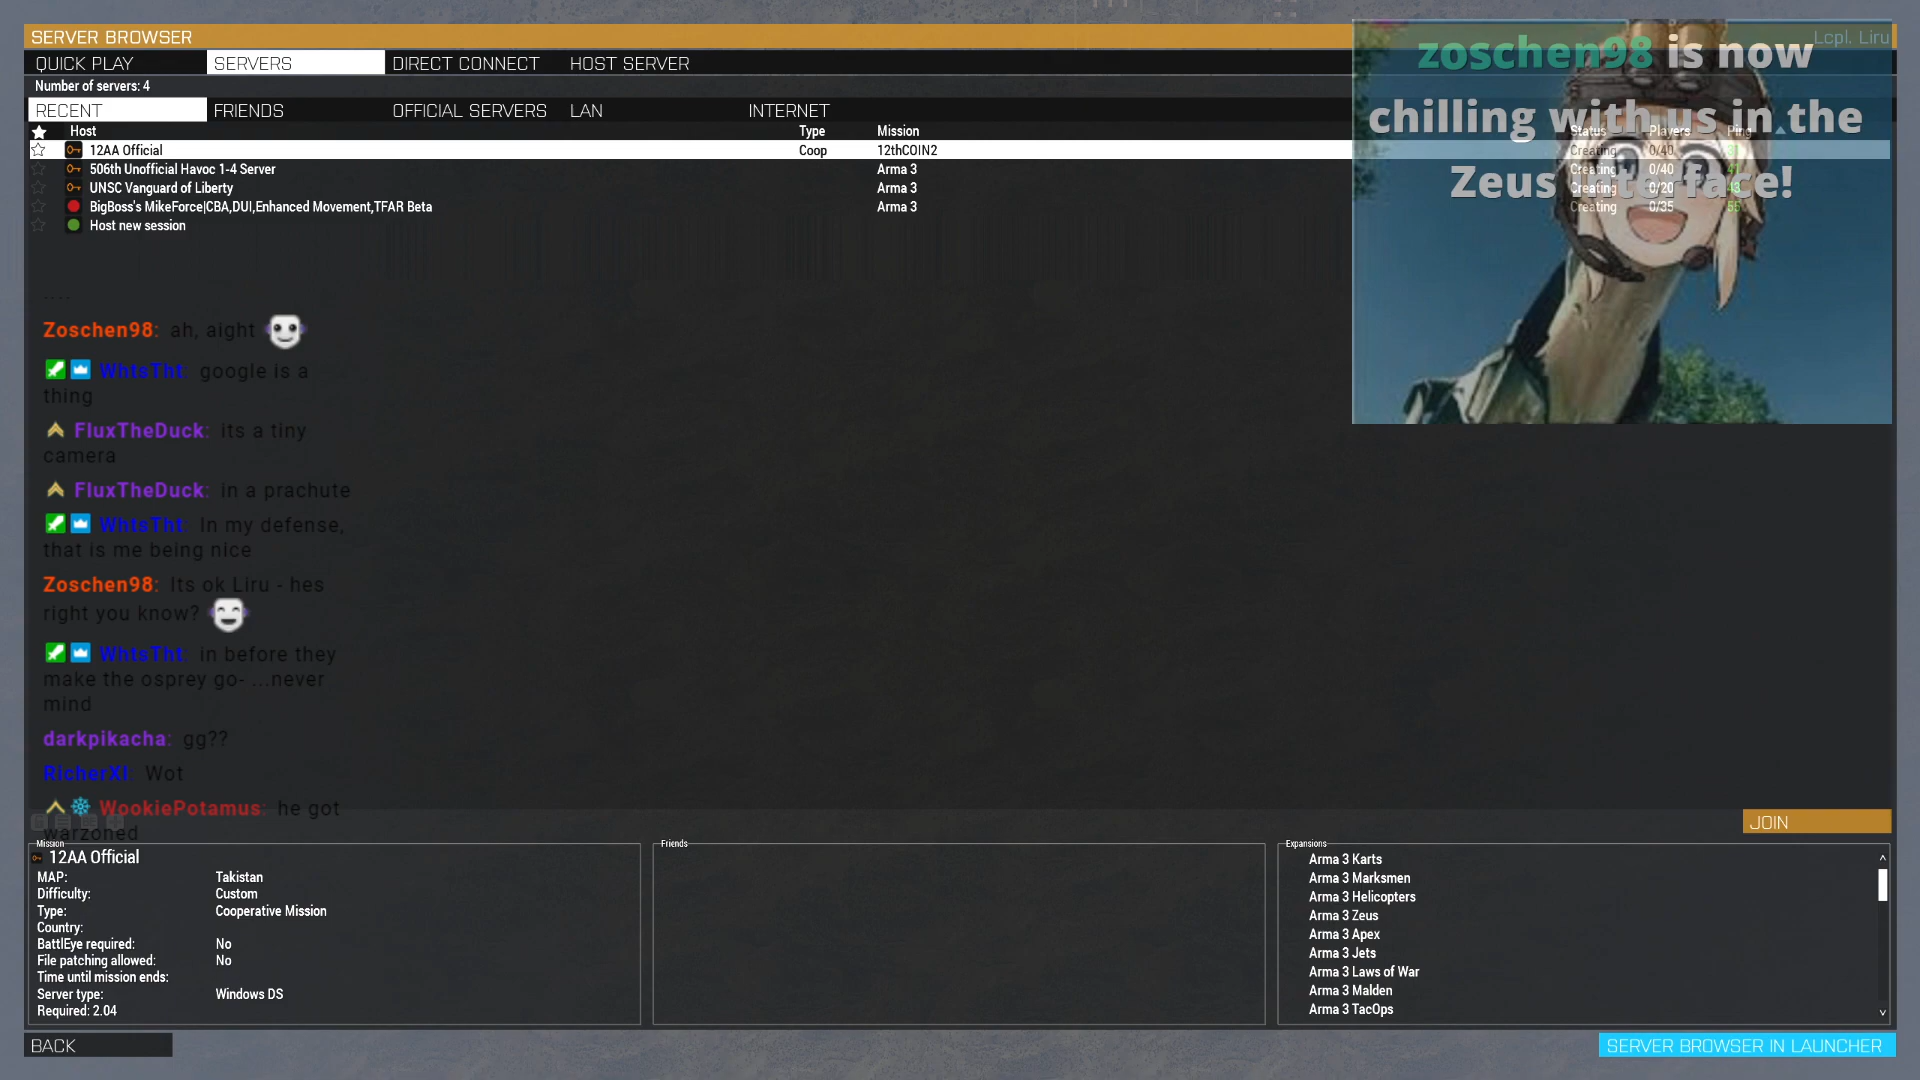 SERVER BROWSER
Lcpl. Liru
zoschen98 is now
chilling with us in the
Zeus Interface!
QUICK PLAY SERVERS DIRECT CONNECT HOST SERVER
Number of servers: 4
RECENT FRIENDS OFFICIAL SERVERS LAN INTERNET
Host Type Mission Status Players Ping
12AA Official Coop 12thCOIN2 Creating 0/40
506th Unofficial Havoc 1-4 Server Arma 3 Creating 0/40
UNSC Vanguard of Liberty Arma 3 Creating 0/20
BigBoss's MikeForce|CBA,DUI,Enhanced Movement,TFAR Beta Arma 3 Creating 0/35
Host new session
Zoschen98: ah, aight
WhtsTht: google is a
thing
FluxTheDuck: its a tiny
camera
FluxTheDuck: in a prachute
WhtsTht: In my defense,
that is me being nice
Zoschen98: Its ok Liru - hes
right you know?
WhtsTht: in before they
make the osprey go- ...never
mind
darkpikacha: gg??
RicherXI: Wot
WookiePotamus: he got
warzoned
JOIN
Mission
12AA Official
MAP: Takistan
Difficulty: Custom
Type: Cooperative Mission
Country:
BattlEye required: No
File patching allowed: No
Time until mission ends:
Server type: Windows DS
Required: 2.04
Friends
Expansions
Arma 3 Karts
Arma 3 Marksmen
Arma 3 Helicopters
Arma 3 Zeus
Arma 3 Apex
Arma 3 Jets
Arma 3 Laws of War
Arma 3 Malden
Arma 3 TacOps
BACK
SERVER BROWSER IN LAUNCHER